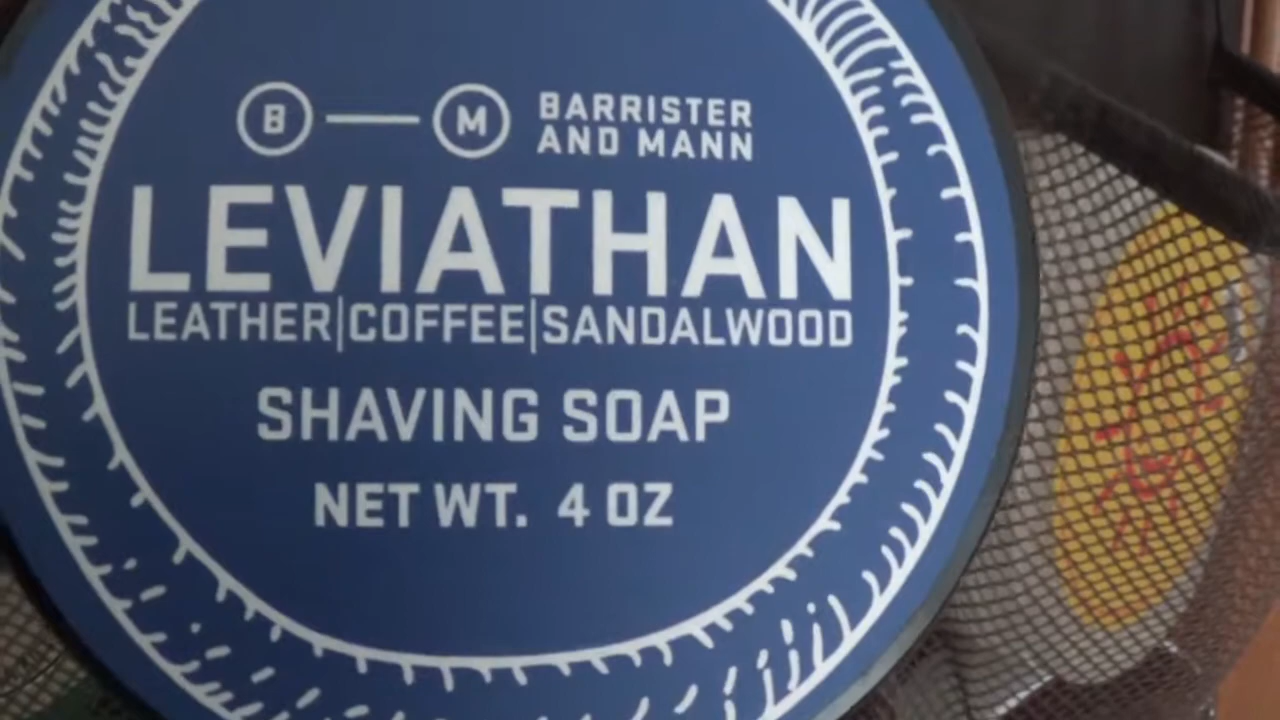 B M BARRISTER
AND MANN
LEVIATHAN
LEATHER|COFFEE|SANDALWOOD
SHAVING SOAP
NET WT. 4 OZ